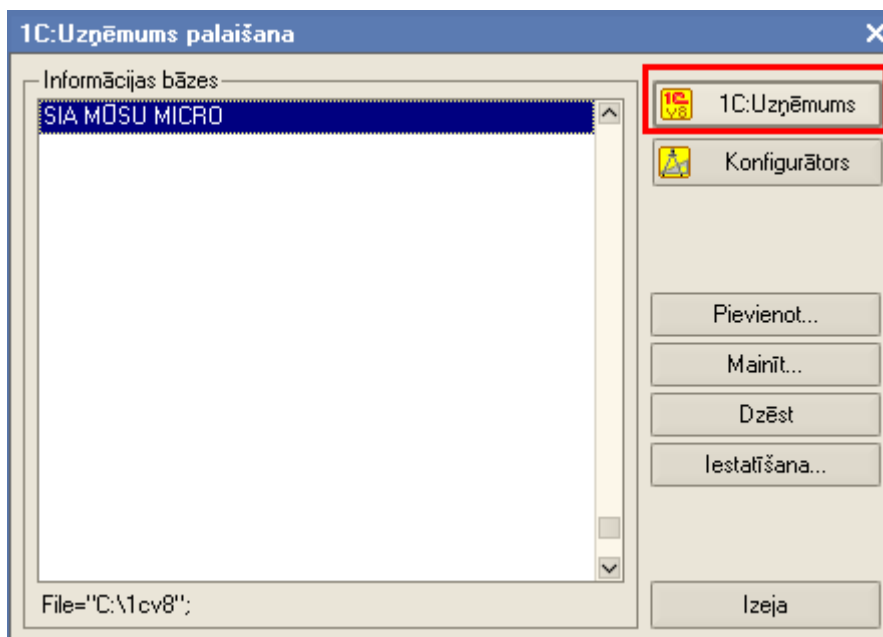 1C:Uzņēmums palaišana
Informācijas bāzes
SIA MŪSU MICRO
1C:Uzņēmums
Konfigurātors
Pievienot...
Mainīt...
Dzēst
Iestatīšana...
File="C:\1cv8";
Izeja